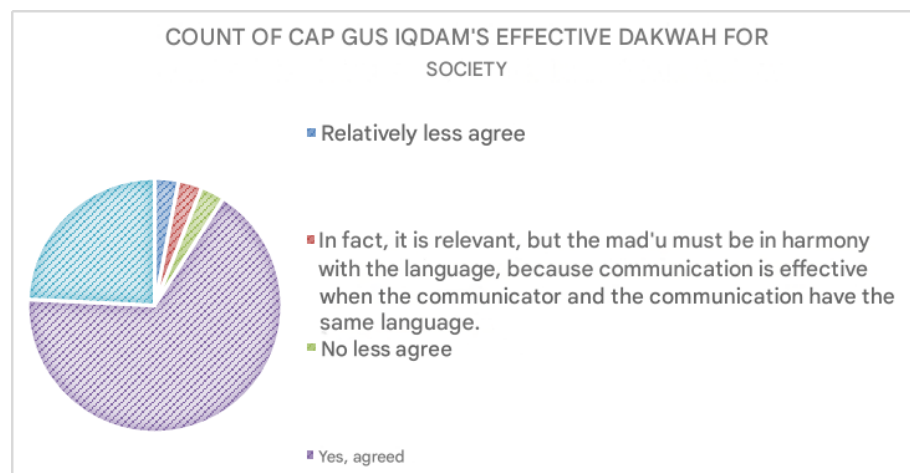 COUNT OF CAP GUS IQDAM'S EFFECTIVE DAKWAH FOR
SOCIETY
Relatively less agree
In fact, it is relevant, but the mad'u must be in harmony
with the language, because communication is effective
when the communicator and the communication have the
same language.
No less agree
Yes, agreed